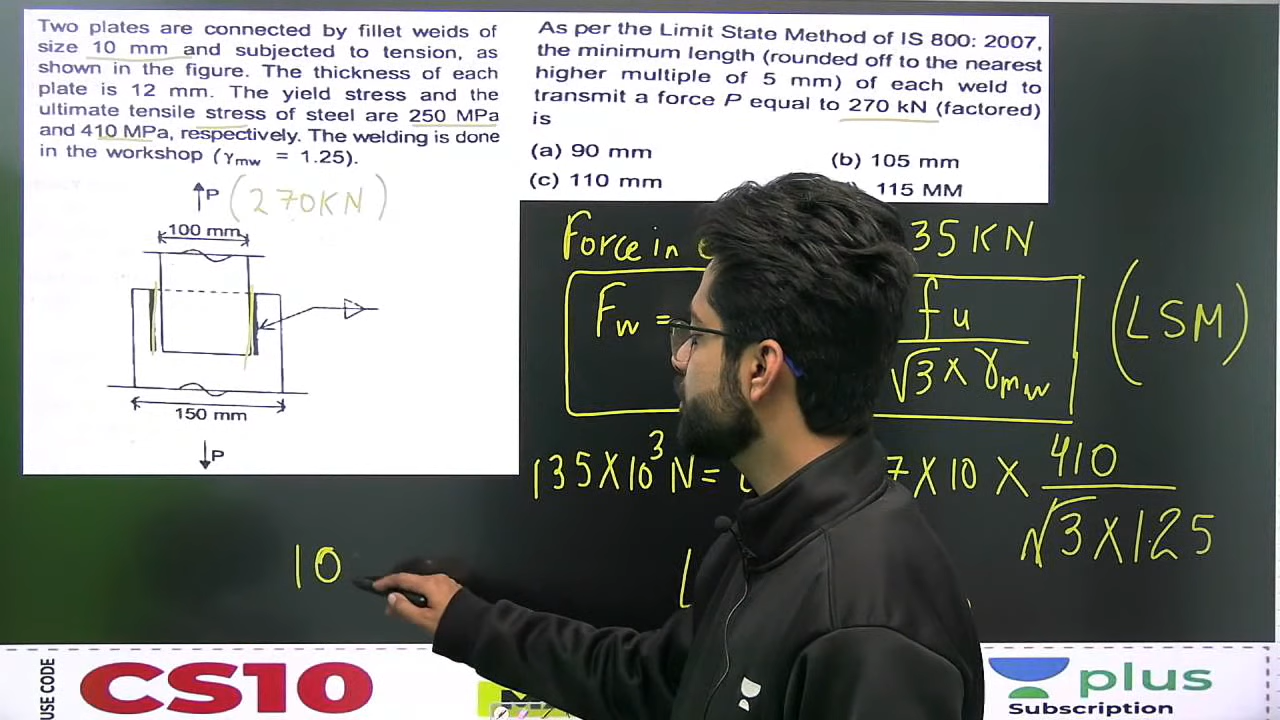 Two plates are connected by fillet welds of
size 10 mm and subjected to tension, as
shown in the figure. The thickness of each
plate is 12 mm. The yield stress and the
ultimate tensile stress of steel are 250 MPa
and 410 MPa, respectively. The welding is done
in the workshop (γmw = 1.25).
P (270KN)
100 mm
150 mm
P
As per the Limit State Method of IS 800: 2007,
the minimum length (rounded off to the nearest
higher multiple of 5 mm) of each weld to
transmit a force P equal to 270 kN (factored)
is
(a) 90 mm
(b) 105 mm
(c) 110 mm
115 MM
Force in
35 KN
Fw =
fu
√3 × γmw
(LSM)
135×10³ N =
7 × 10 × 410
√3×1.25
10
USE CODE
CS10
plus
Subscription